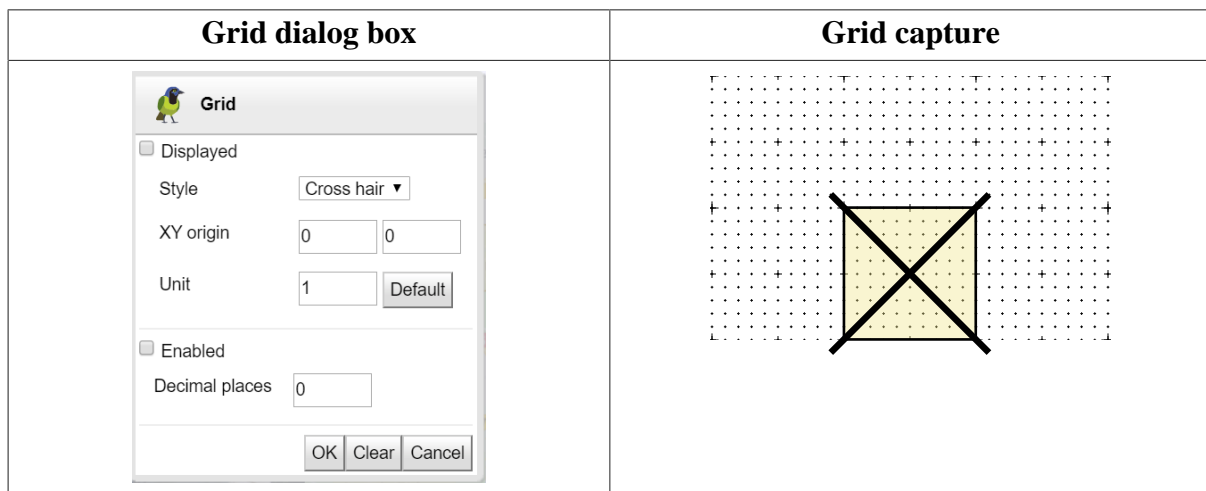 Grid dialog box
Grid capture
Grid
Displayed
Style Cross hair
XY origin 0 0
Unit 1 Default
Enabled
Decimal places 0
OK Clear Cancel